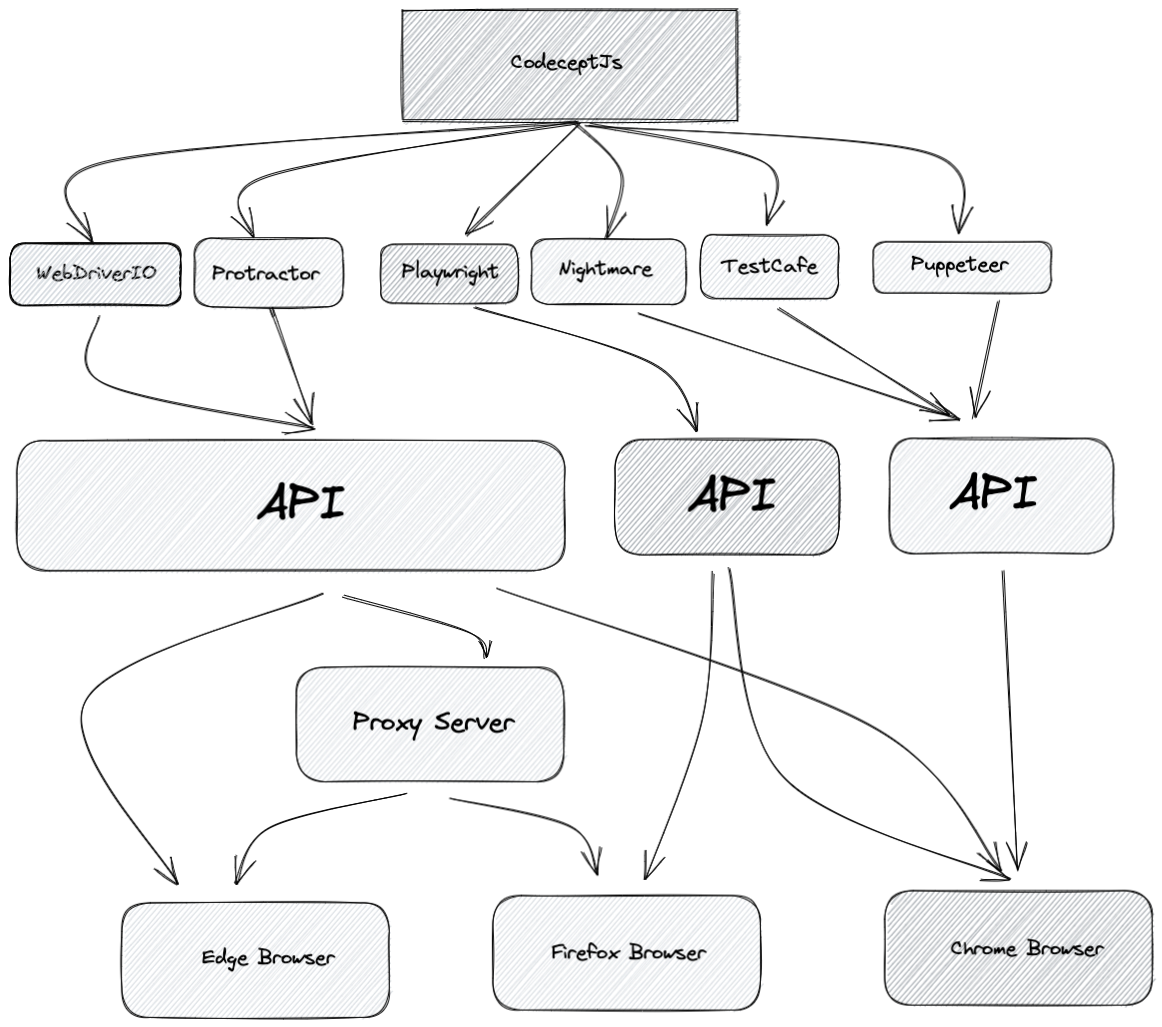 CodeceptJs
WebDriverIO
Protractor
Playwright
Nightmare
TestCafe
Puppeteer
API
API
API
Proxy Server
Edge Browser
Firefox Browser
Chrome Browser